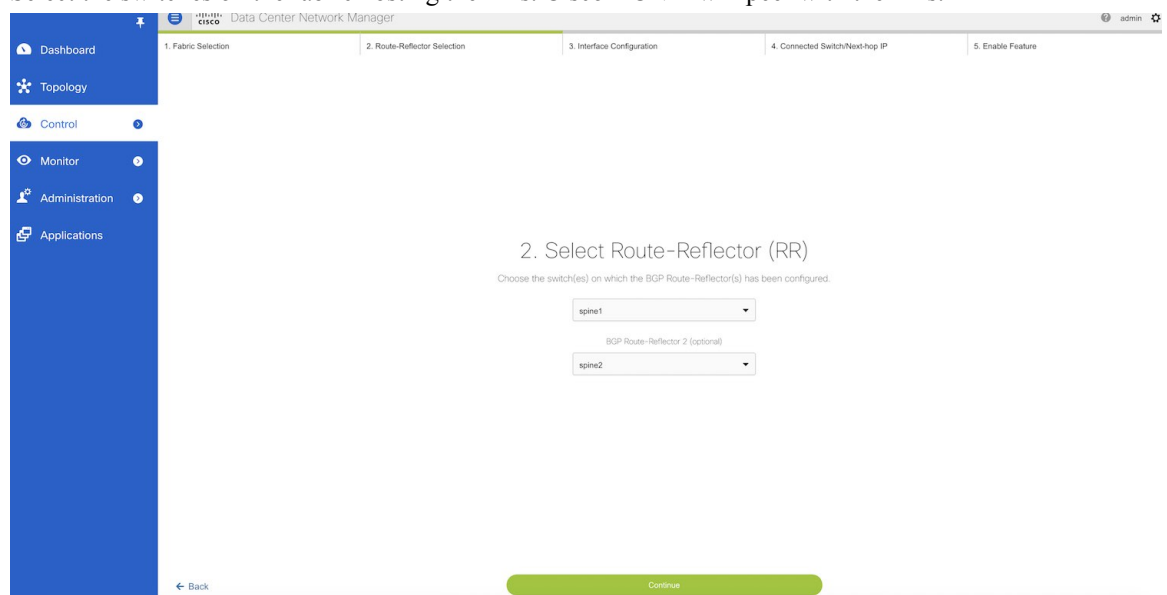 CISCO Data Center Network Manager
admin
Dashboard
Topology
Control
Monitor
Administration
Applications
1. Fabric Selection
2. Route-Reflector Selection
3. Interface Configuration
4. Connected Switch/Next-hop IP
5. Enable Feature
2. Select Route-Reflector (RR)
Choose the switch(es) on which the BGP Route-Reflector(s) has been configured.
spine1
BGP Route-Reflector 2 (optional)
spine2
← Back
Continue